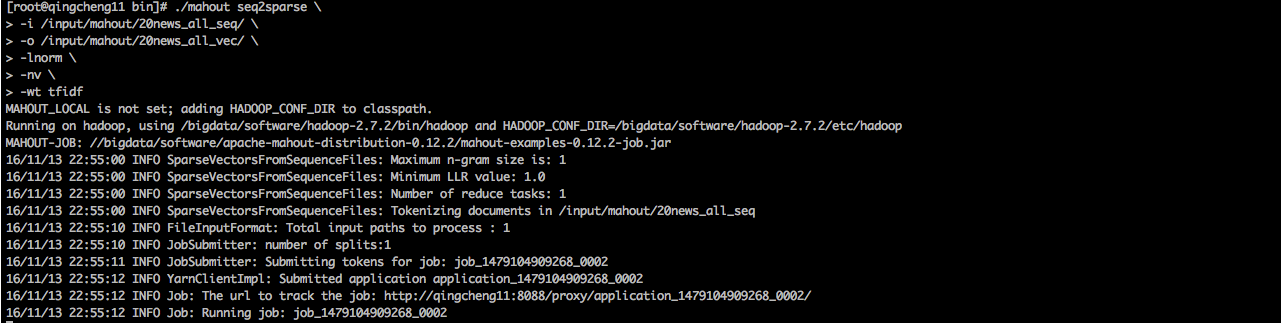 [root@qingcheng11 bin]# ./mahout seq2sparse \
> -i /input/mahout/20news_all_seq/ \
> -o /input/mahout/20news_all_vec/ \
> -lnorm \
> -nv \
> -wt tfidf
MAHOUT_LOCAL is not set; adding HADOOP_CONF_DIR to classpath.
Running on hadoop, using /bigdata/software/hadoop-2.7.2/bin/hadoop and HADOOP_CONF_DIR=/bigdata/software/hadoop-2.7.2/etc/hadoop
MAHOUT-JOB: //bigdata/software/apache-mahout-distribution-0.12.2/mahout-examples-0.12.2-job.jar
16/11/13 22:55:00 INFO SparseVectorsFromSequenceFiles: Maximum n-gram size is: 1
16/11/13 22:55:00 INFO SparseVectorsFromSequenceFiles: Minimum LLR value: 1.0
16/11/13 22:55:00 INFO SparseVectorsFromSequenceFiles: Number of reduce tasks: 1
16/11/13 22:55:00 INFO SparseVectorsFromSequenceFiles: Tokenizing documents in /input/mahout/20news_all_seq
16/11/13 22:55:10 INFO FileInputFormat: Total input paths to process : 1
16/11/13 22:55:10 INFO JobSubmitter: number of splits:1
16/11/13 22:55:11 INFO JobSubmitter: Submitting tokens for job: job_1479104909268_0002
16/11/13 22:55:12 INFO YarnClientImpl: Submitted application application_1479104909268_0002
16/11/13 22:55:12 INFO Job: The url to track the job: http://qingcheng11:8088/proxy/application_1479104909268_0002/
16/11/13 22:55:12 INFO Job: Running job: job_1479104909268_0002